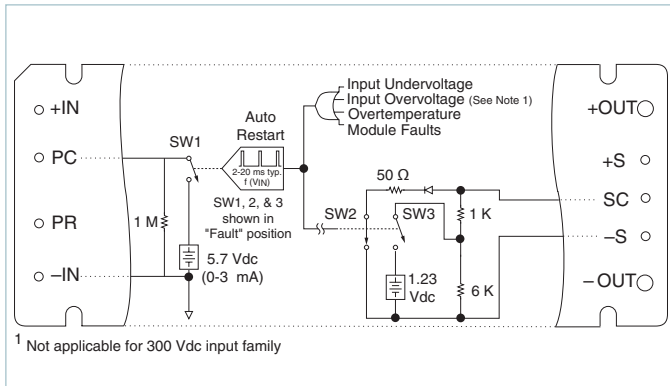 +IN
PC
PR
–IN
1 M
SW1
5.7 Vdc
(0-3 mA)
Auto
Restart
2-20 ms typ.
f (VIN)
SW1, 2, & 3
shown in
"Fault" position
Input Undervoltage
Input Overvoltage (See Note 1)
Overtemperature
Module Faults
50 Ω
SW2
SW3
1 K
1.23
Vdc
6 K
+OUT
+S
SC
–S
–OUT
1 Not applicable for 300 Vdc input family